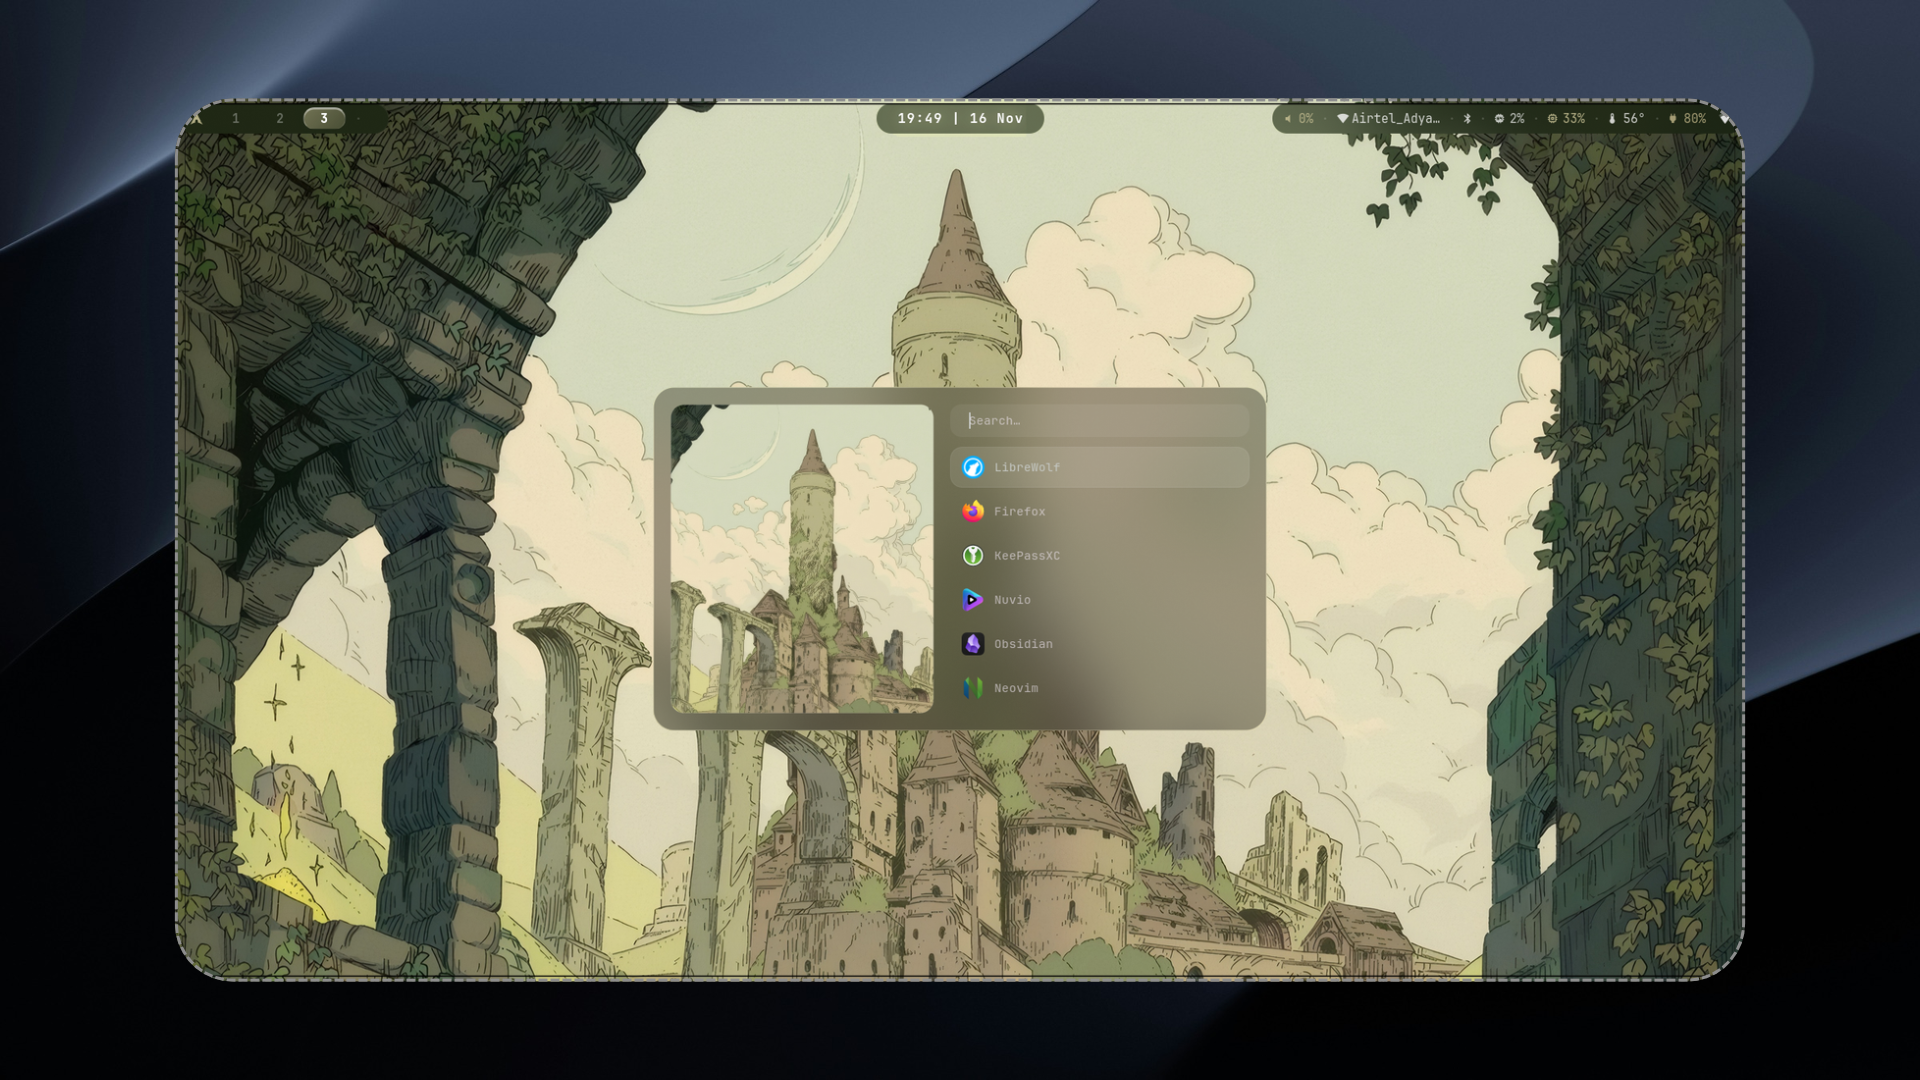 1 2 3 ·
19:49 | 16 Nov
0% · Airtel_Adya… · · 2% · 33% · 56° · 80%
Search…
LibreWolf
Firefox
KeePassXC
Nuvio
Obsidian
Neovim